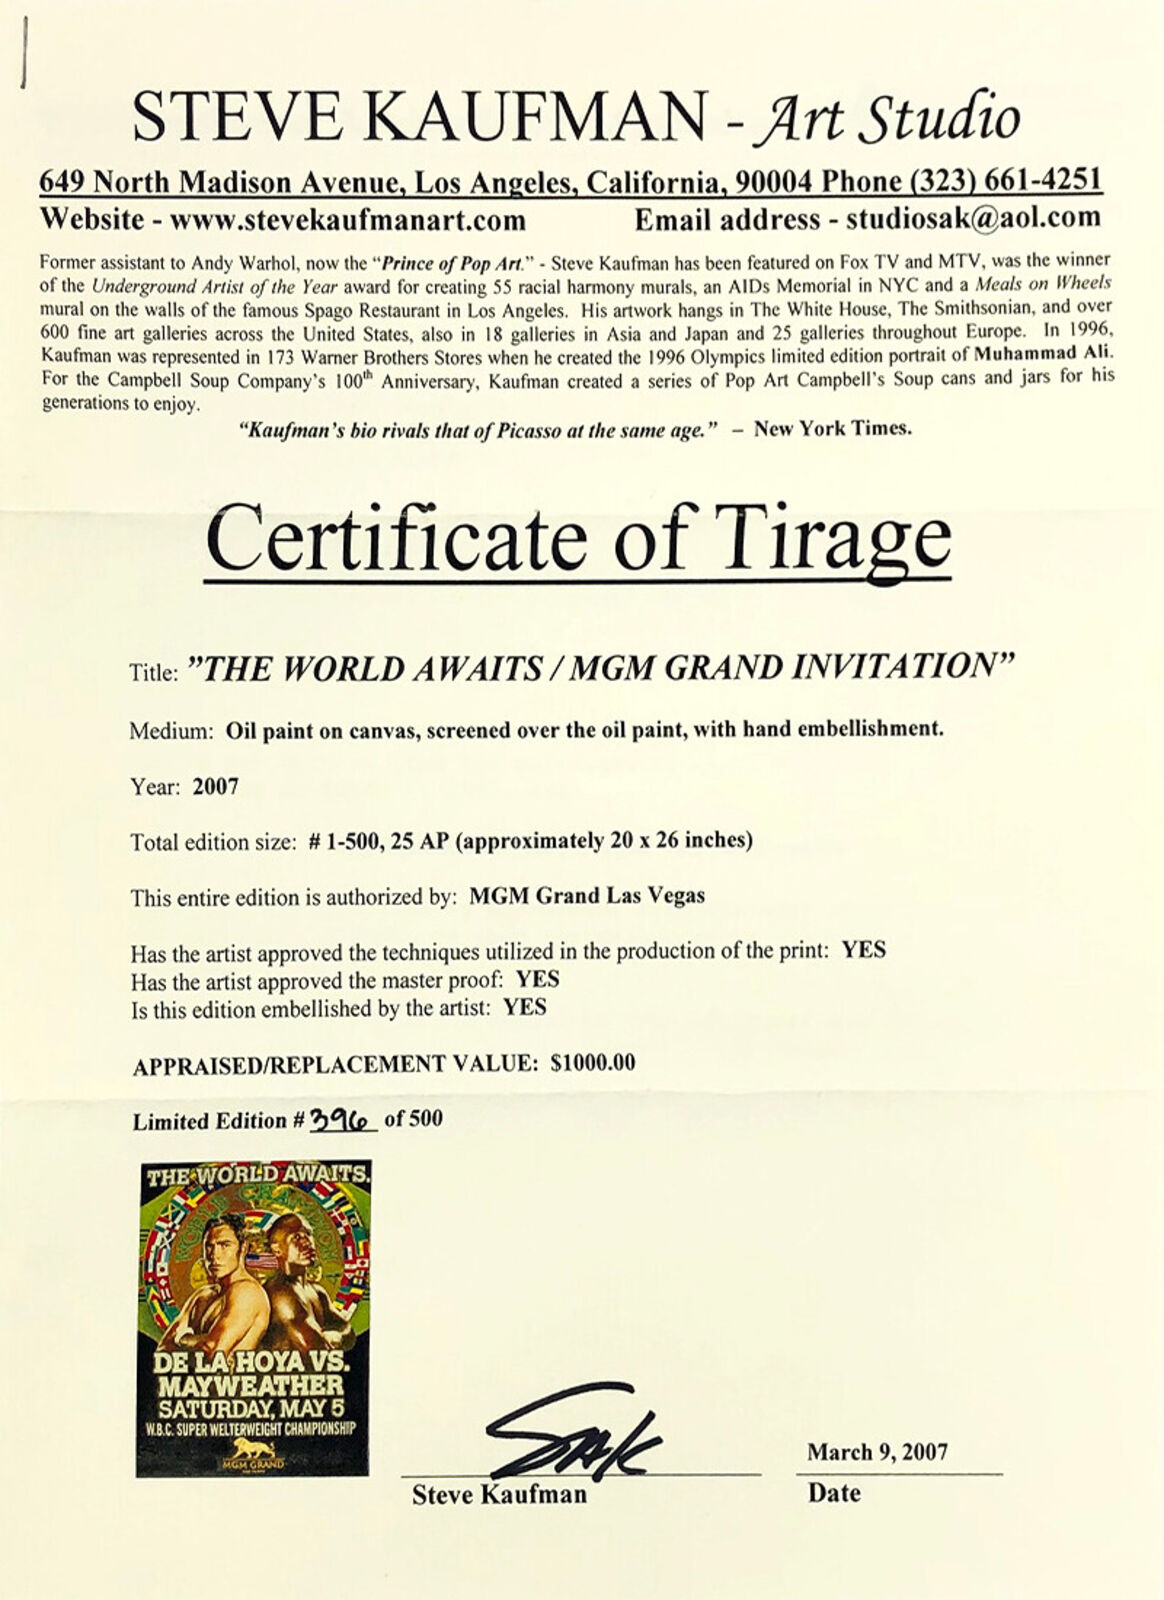 STEVE KAUFMAN - Art Studio
649 North Madison Avenue, Los Angeles, California, 90004 Phone (323) 661-4251
Website - www.stevekaufmanart.com Email address - studiosak@aol.com
Former assistant to Andy Warhol, now the “Prince of Pop Art.” - Steve Kaufman has been featured on Fox TV and MTV, was the winner
of the Underground Artist of the Year award for creating 55 racial harmony murals, an AIDs Memorial in NYC and a Meals on Wheels
mural on the walls of the famous Spago Restaurant in Los Angeles. His artwork hangs in The White House, The Smithsonian, and over
600 fine art galleries across the United States, also in 18 galleries in Asia and Japan and 25 galleries throughout Europe. In 1996,
Kaufman was represented in 173 Warner Brothers Stores when he created the 1996 Olympics limited edition portrait of Muhammad Ali.
For the Campbell Soup Company’s 100th Anniversary, Kaufman created a series of Pop Art Campbell’s Soup cans and jars for his
generations to enjoy.
“Kaufman’s bio rivals that of Picasso at the same age.” – New York Times.
Certificate of Tirage
Title: ”THE WORLD AWAITS / MGM GRAND INVITATION”
Medium: Oil paint on canvas, screened over the oil paint, with hand embellishment.
Year: 2007
Total edition size: # 1-500, 25 AP (approximately 20 x 26 inches)
This entire edition is authorized by: MGM Grand Las Vegas
Has the artist approved the techniques utilized in the production of the print: YES
Has the artist approved the master proof: YES
Is this edition embellished by the artist: YES
APPRAISED/REPLACEMENT VALUE: $1000.00
Limited Edition # 396 of 500
THE WORLD AWAITS.
WORLD CHAMPION
DE LA HOYA VS.
MAYWEATHER
SATURDAY, MAY 5
W.B.C. SUPER WELTERWEIGHT CHAMPIONSHIP
MGM GRAND
SAK
March 9, 2007
Steve Kaufman Date